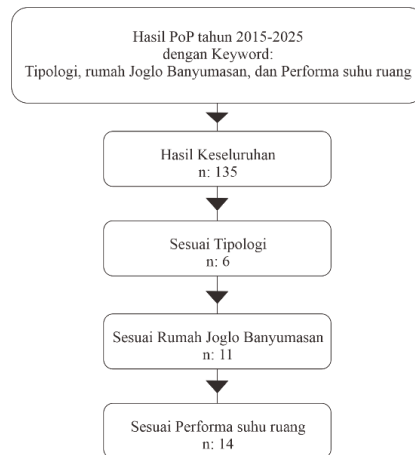 Hasil PoP tahun 2015-2025
dengan Keyword:
Tipologi, rumah Joglo Banyumasan, dan Performa suhu ruang
Hasil Keseluruhan
n: 135
Sesuai Tipologi
n: 6
Sesuai Rumah Joglo Banyumasan
n: 11
Sesuai Performa suhu ruang
n: 14